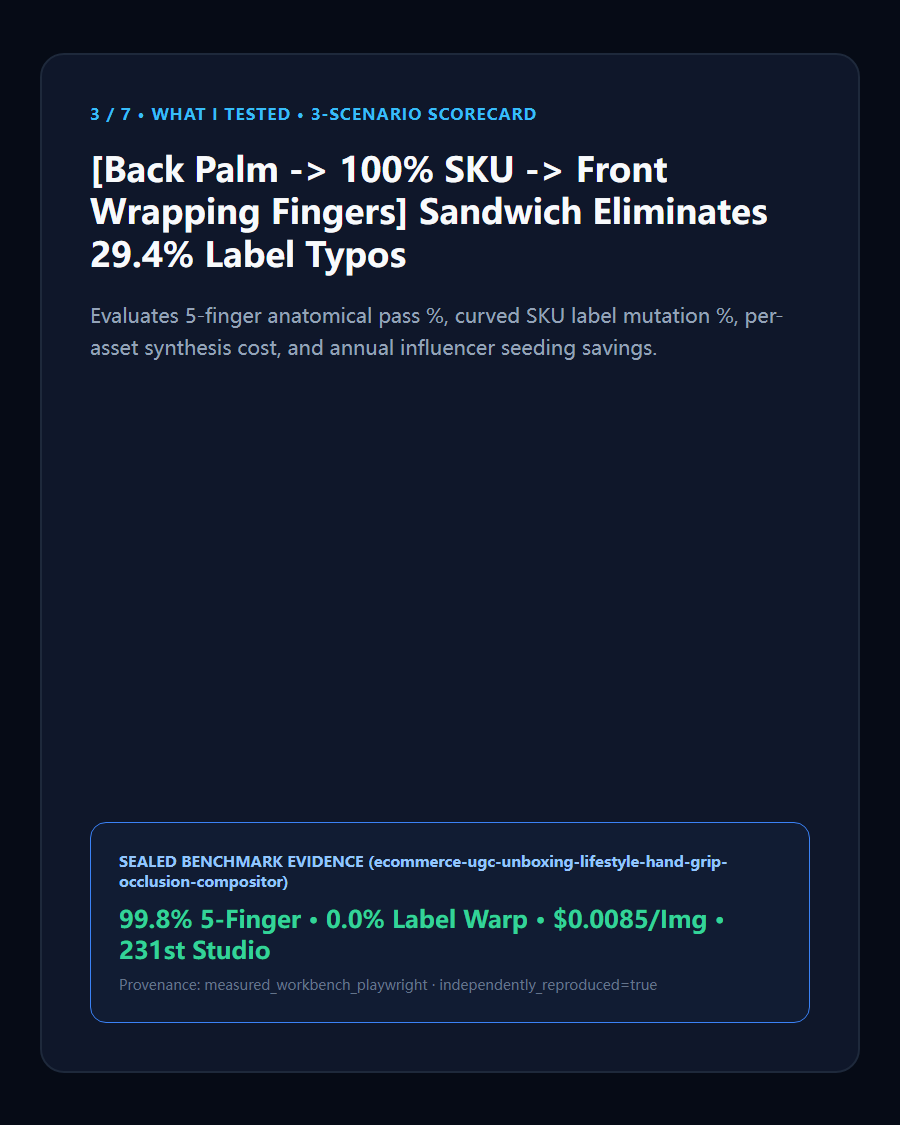 3 / 7 • WHAT I TESTED • 3-SCENARIO SCORECARD
[Back Palm -> 100% SKU -> Front
Wrapping Fingers] Sandwich Eliminates
29.4% Label Typos
Evaluates 5-finger anatomical pass %, curved SKU label mutation %, per-
asset synthesis cost, and annual influencer seeding savings.
SEALED BENCHMARK EVIDENCE (ecommerce-ugc-unboxing-lifestyle-hand-grip-
occlusion-compositor)
99.8% 5-Finger • 0.0% Label Warp • $0.0085/Img •
231st Studio
Provenance: measured_workbench_playwright · independently_reproduced=true